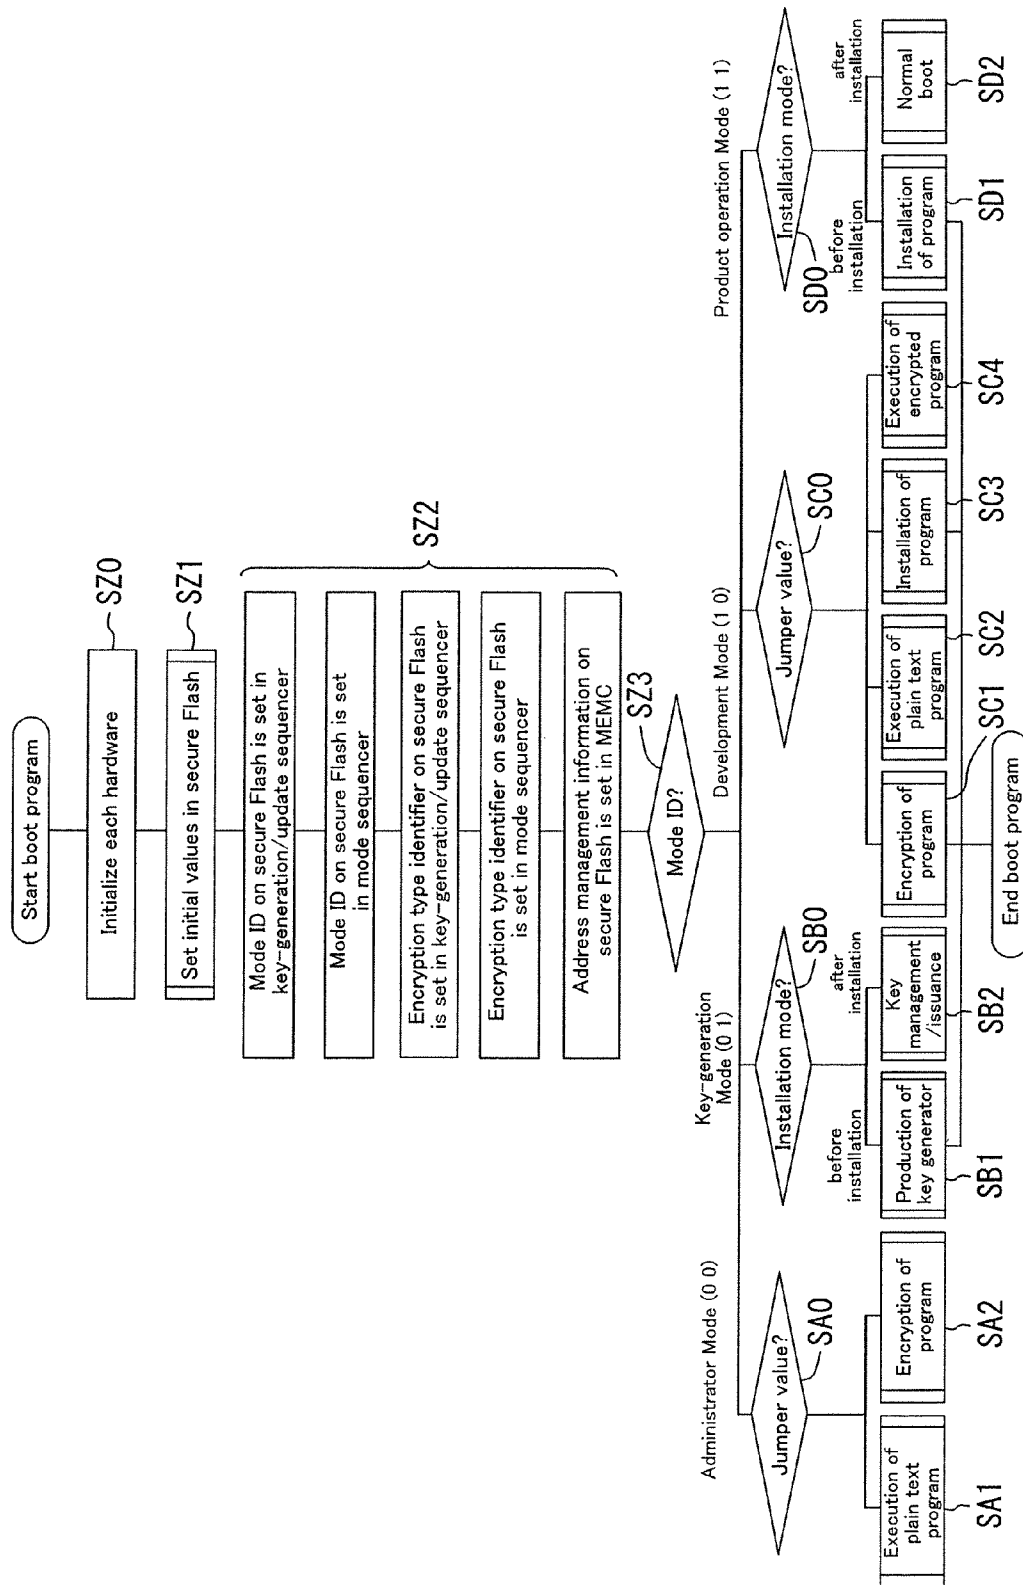 Start boot program
Initialize each hardware
SZ0
Set initial values in secure Flash
SZ1
Mode ID on secure Flash is set in
key-generation/update sequencer
Mode ID on secure Flash is set
in mode sequencer
Encryption type identifier on secure Flash
is set in key-generation/update sequencer
Encryption type identifier on secure Flash
is set in mode sequencer
Address management information on
secure Flash is set in MEMC
SZ2
Mode ID?
SZ3
Administrator Mode (0 0)
Key-generation
Mode (0 1)
Development Mode (1 0)
Product operation Mode (1 1)
Jumper value?
SA0
Installation mode?
SB0
Jumper value?
SC0
Installation mode?
SD0
before
installation
after
installation
before
installation
after
installation
Execution of
plain text
program
SA1
Encryption of
program
SA2
Production of
key generator
SB1
Key
management
/issuance
SB2
Encryption of
program
SC1
Execution of
plain text
program
SC2
Installation of
program
SC3
Execution of
encrypted
program
SC4
Installation
of program
SD1
Normal
boot
SD2
End boot program